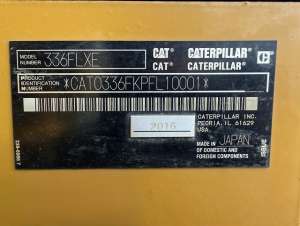 MODEL NUMBER 336FLXE CAT CATERPILLAR
PRODUCT IDENTIFICATION NUMBER *CAT0336FKPFL10001*
CAT CATERPILLAR
2016
CATERPILLAR INC.
PEORIA, IL 61629
USA.
MADE IN JAPAN
OF DOMESTIC AND
FOREIGN COMPONENTS